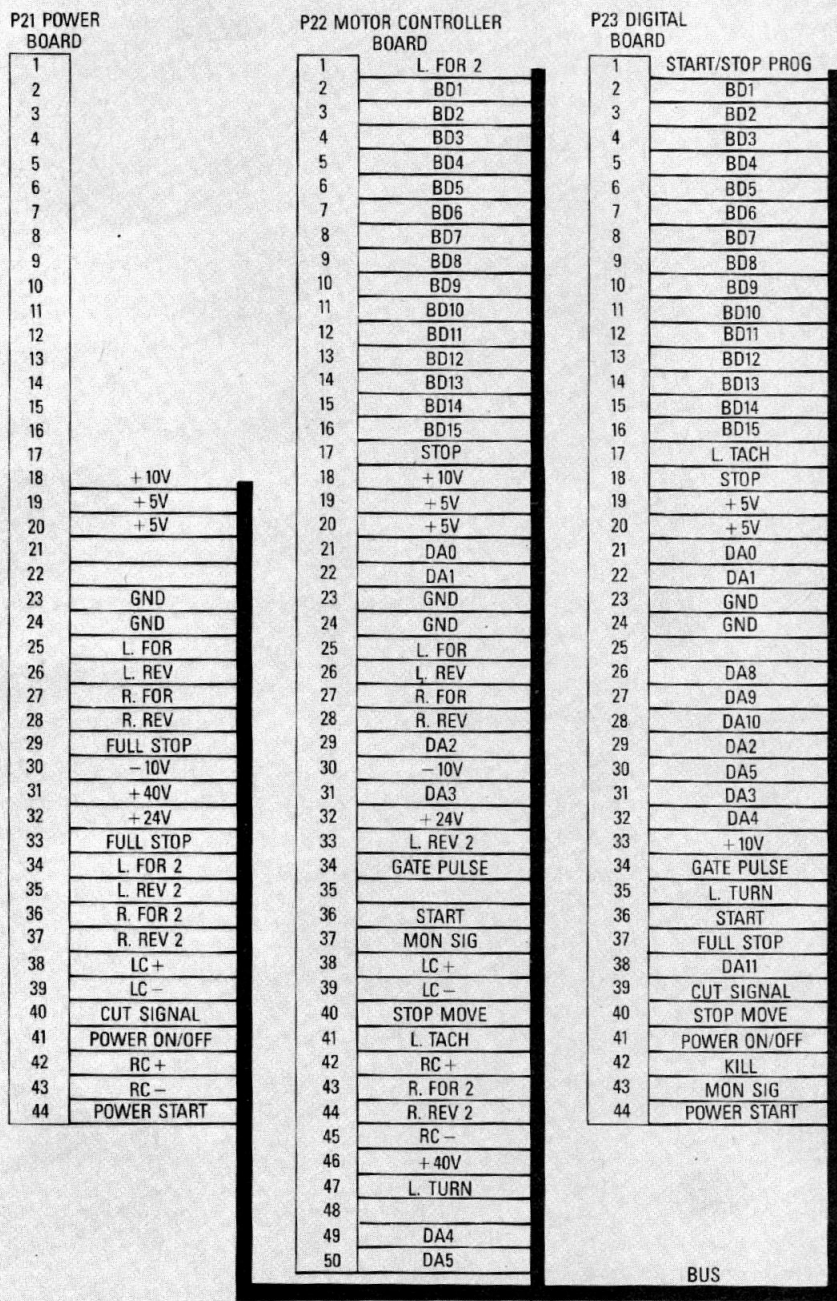 P21 POWER
BOARD
1
2
3
4
5
6
7
8
9
10
11
12
13
14
15
16
17
18 +10V
19 +5V
20 +5V
21
22
23 GND
24 GND
25 L. FOR
26 L. REV
27 R. FOR
28 R. REV
29 FULL STOP
30 −10V
31 +40V
32 +24V
33 FULL STOP
34 L. FOR 2
35 L. REV 2
36 R. FOR 2
37 R. REV 2
38 LC+
39 LC−
40 CUT SIGNAL
41 POWER ON/OFF
42 RC+
43 RC−
44 POWER START
P22 MOTOR CONTROLLER
BOARD
1 L. FOR 2
2 BD1
3 BD2
4 BD3
5 BD4
6 BD5
7 BD6
8 BD7
9 BD8
10 BD9
11 BD10
12 BD11
13 BD12
14 BD13
15 BD14
16 BD15
17 STOP
18 +10V
19 +5V
20 +5V
21 DA0
22 DA1
23 GND
24 GND
25 L. FOR
26 L. REV
27 R. FOR
28 R. REV
29 DA2
30 −10V
31 DA3
32 +24V
33 L. REV 2
34 GATE PULSE
35
36 START
37 MON SIG
38 LC+
39 LC−
40 STOP MOVE
41 L. TACH
42 RC+
43 R. FOR 2
44 R. REV 2
45 RC−
46 +40V
47 L. TURN
48
49 DA4
50 DA5
P23 DIGITAL
BOARD
1 START/STOP PROG
2 BD1
3 BD2
4 BD3
5 BD4
6 BD5
7 BD6
8 BD7
9 BD8
10 BD9
11 BD10
12 BD11
13 BD12
14 BD13
15 BD14
16 BD15
17 L. TACH
18 STOP
19 +5V
20 +5V
21 DA0
22 DA1
23 GND
24 GND
25
26 DA8
27 DA9
28 DA10
29 DA2
30 DA5
31 DA3
32 DA4
33 +10V
34 GATE PULSE
35 L. TURN
36 START
37 FULL STOP
38 DA11
39 CUT SIGNAL
40 STOP MOVE
41 POWER ON/OFF
42 KILL
43 MON SIG
44 POWER START
BUS